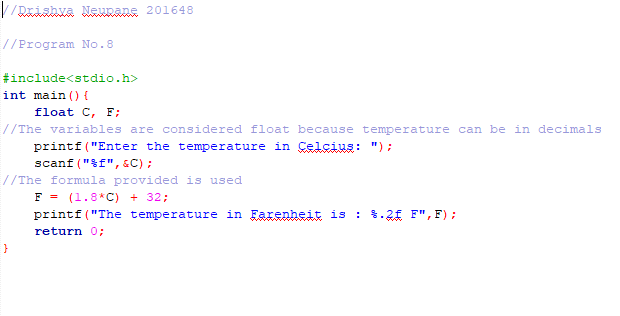 //Drishya Neupane 201648
//Program No.8
#include<stdio.h>
int main(){
float C, F;
//The variables are considered float because temperature can be in decimals
printf("Enter the temperature in Celcius: ");
scanf("%f",&C);
//The formula provided is used
F = (1.8*C) + 32;
printf("The temperature in Farenheit is : %.2f F",F);
return 0;
}